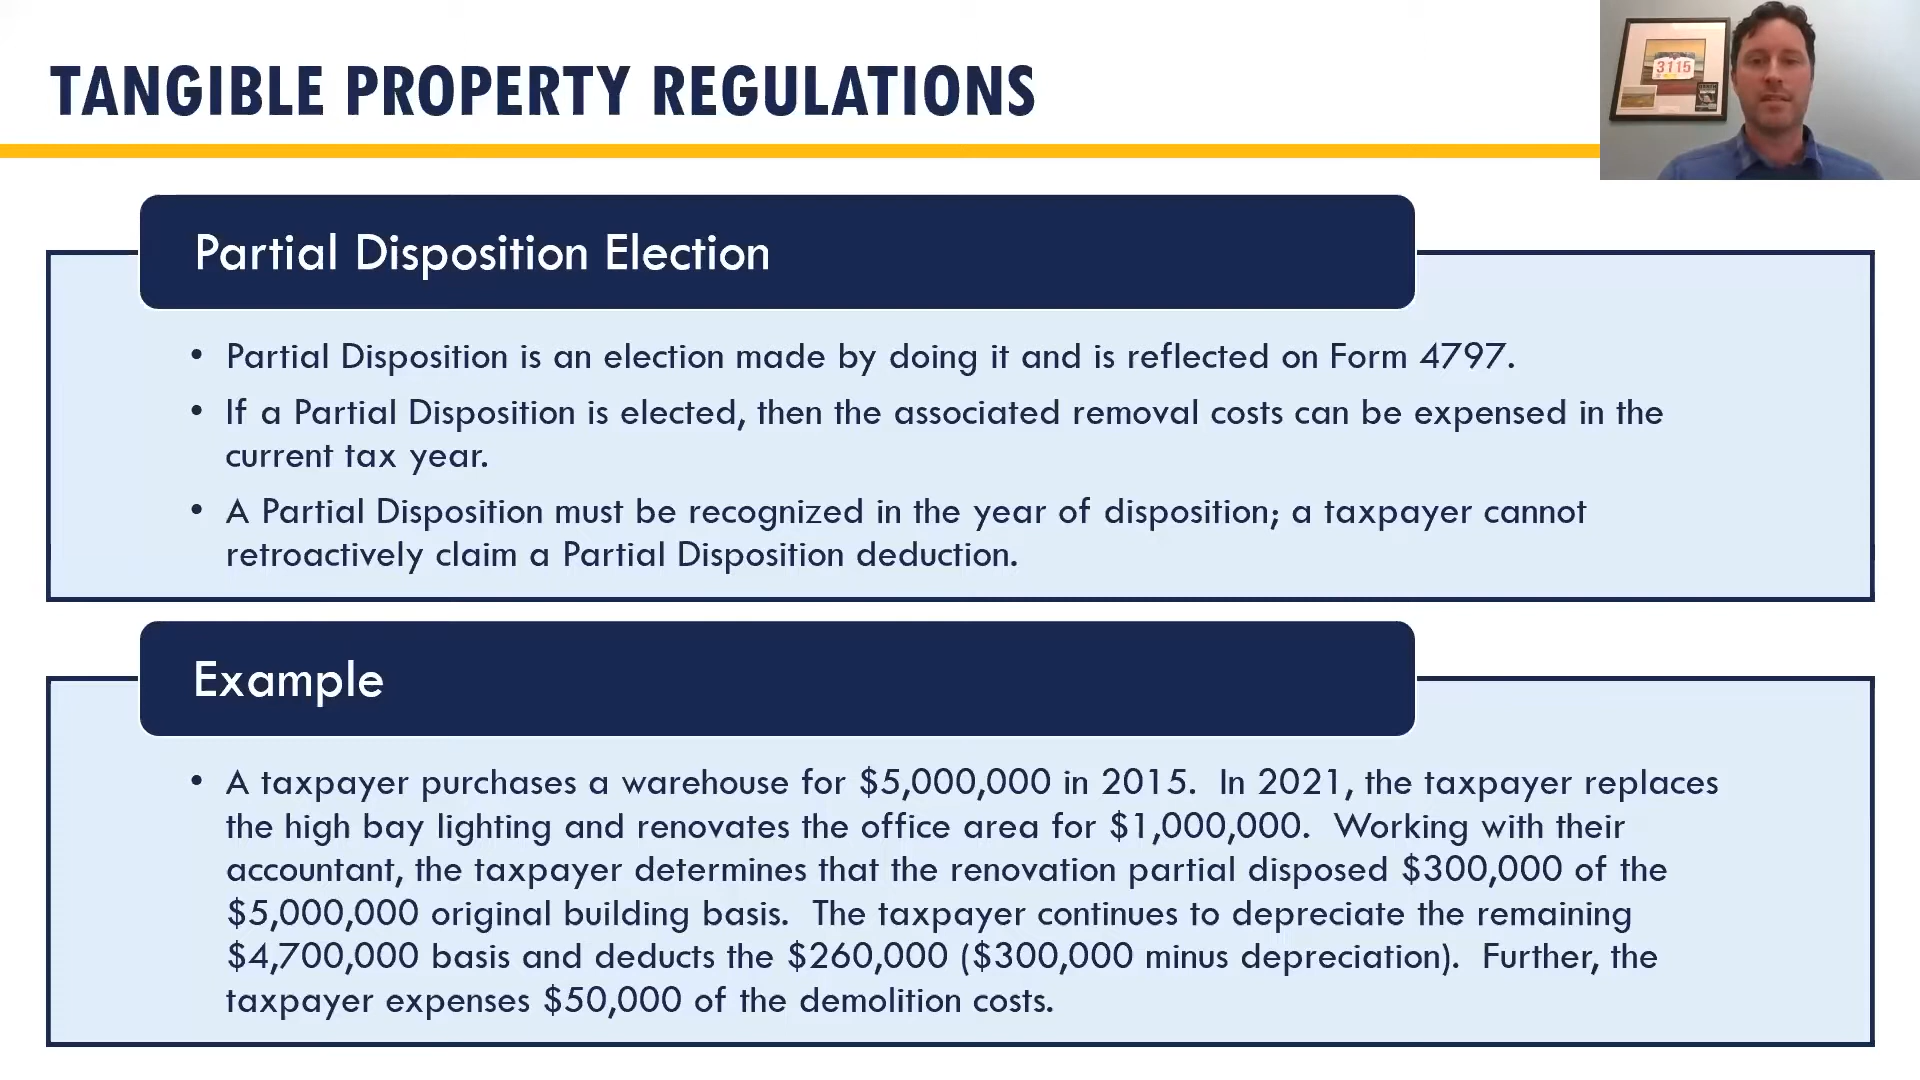 TANGIBLE PROPERTY REGULATIONS
3115
Partial Disposition Election
• Partial Disposition is an election made by doing it and is reflected on Form 4797.
• If a Partial Disposition is elected, then the associated removal costs can be expensed in the
current tax year.
• A Partial Disposition must be recognized in the year of disposition; a taxpayer cannot
retroactively claim a Partial Disposition deduction.
Example
• A taxpayer purchases a warehouse for $5,000,000 in 2015.  In 2021, the taxpayer replaces
the high bay lighting and renovates the office area for $1,000,000.  Working with their
accountant, the taxpayer determines that the renovation partial disposed $300,000 of the
$5,000,000 original building basis.  The taxpayer continues to depreciate the remaining
$4,700,000 basis and deducts the $260,000 ($300,000 minus depreciation).  Further, the
taxpayer expenses $50,000 of the demolition costs.